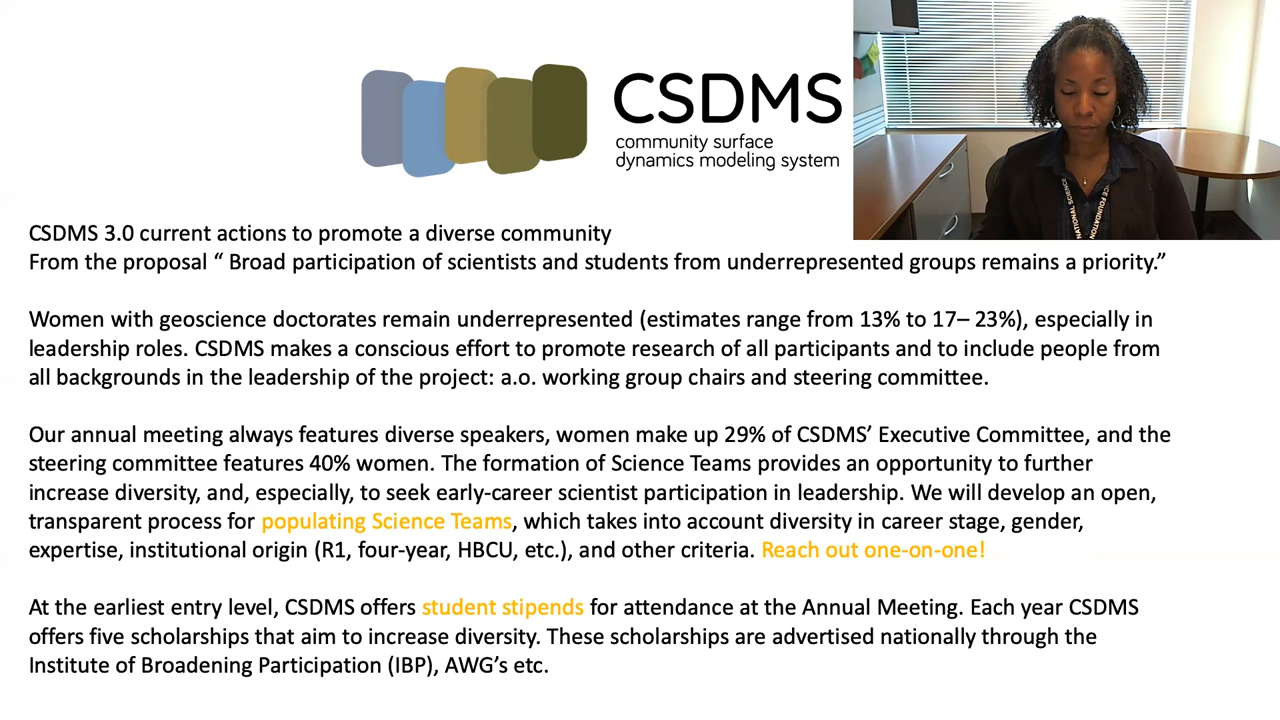 CSDMS
community surface
dynamics modeling system
NATIONAL SCIENCE
CE FOUNDATION
CSDMS 3.0 current actions to promote a diverse community
From the proposal “ Broad participation of scientists and students from underrepresented groups remains a priority.”
Women with geoscience doctorates remain underrepresented (estimates range from 13% to 17– 23%), especially in
leadership roles. CSDMS makes a conscious effort to promote research of all participants and to include people from
all backgrounds in the leadership of the project: a.o. working group chairs and steering committee.
Our annual meeting always features diverse speakers, women make up 29% of CSDMS’ Executive Committee, and the
steering committee features 40% women. The formation of Science Teams provides an opportunity to further
increase diversity, and, especially, to seek early-career scientist participation in leadership. We will develop an open,
transparent process for populating Science Teams, which takes into account diversity in career stage, gender,
expertise, institutional origin (R1, four-year, HBCU, etc.), and other criteria. Reach out one-on-one!
At the earliest entry level, CSDMS offers student stipends for attendance at the Annual Meeting. Each year CSDMS
offers five scholarships that aim to increase diversity. These scholarships are advertised nationally through the
Institute of Broadening Participation (IBP), AWG’s etc.